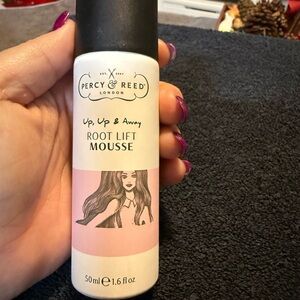 EST. 2007
PERCY & REED
LONDON
Up, Up & Away
ROOT LIFT
MOUSSE
50ml ℮ 1.6 fl oz